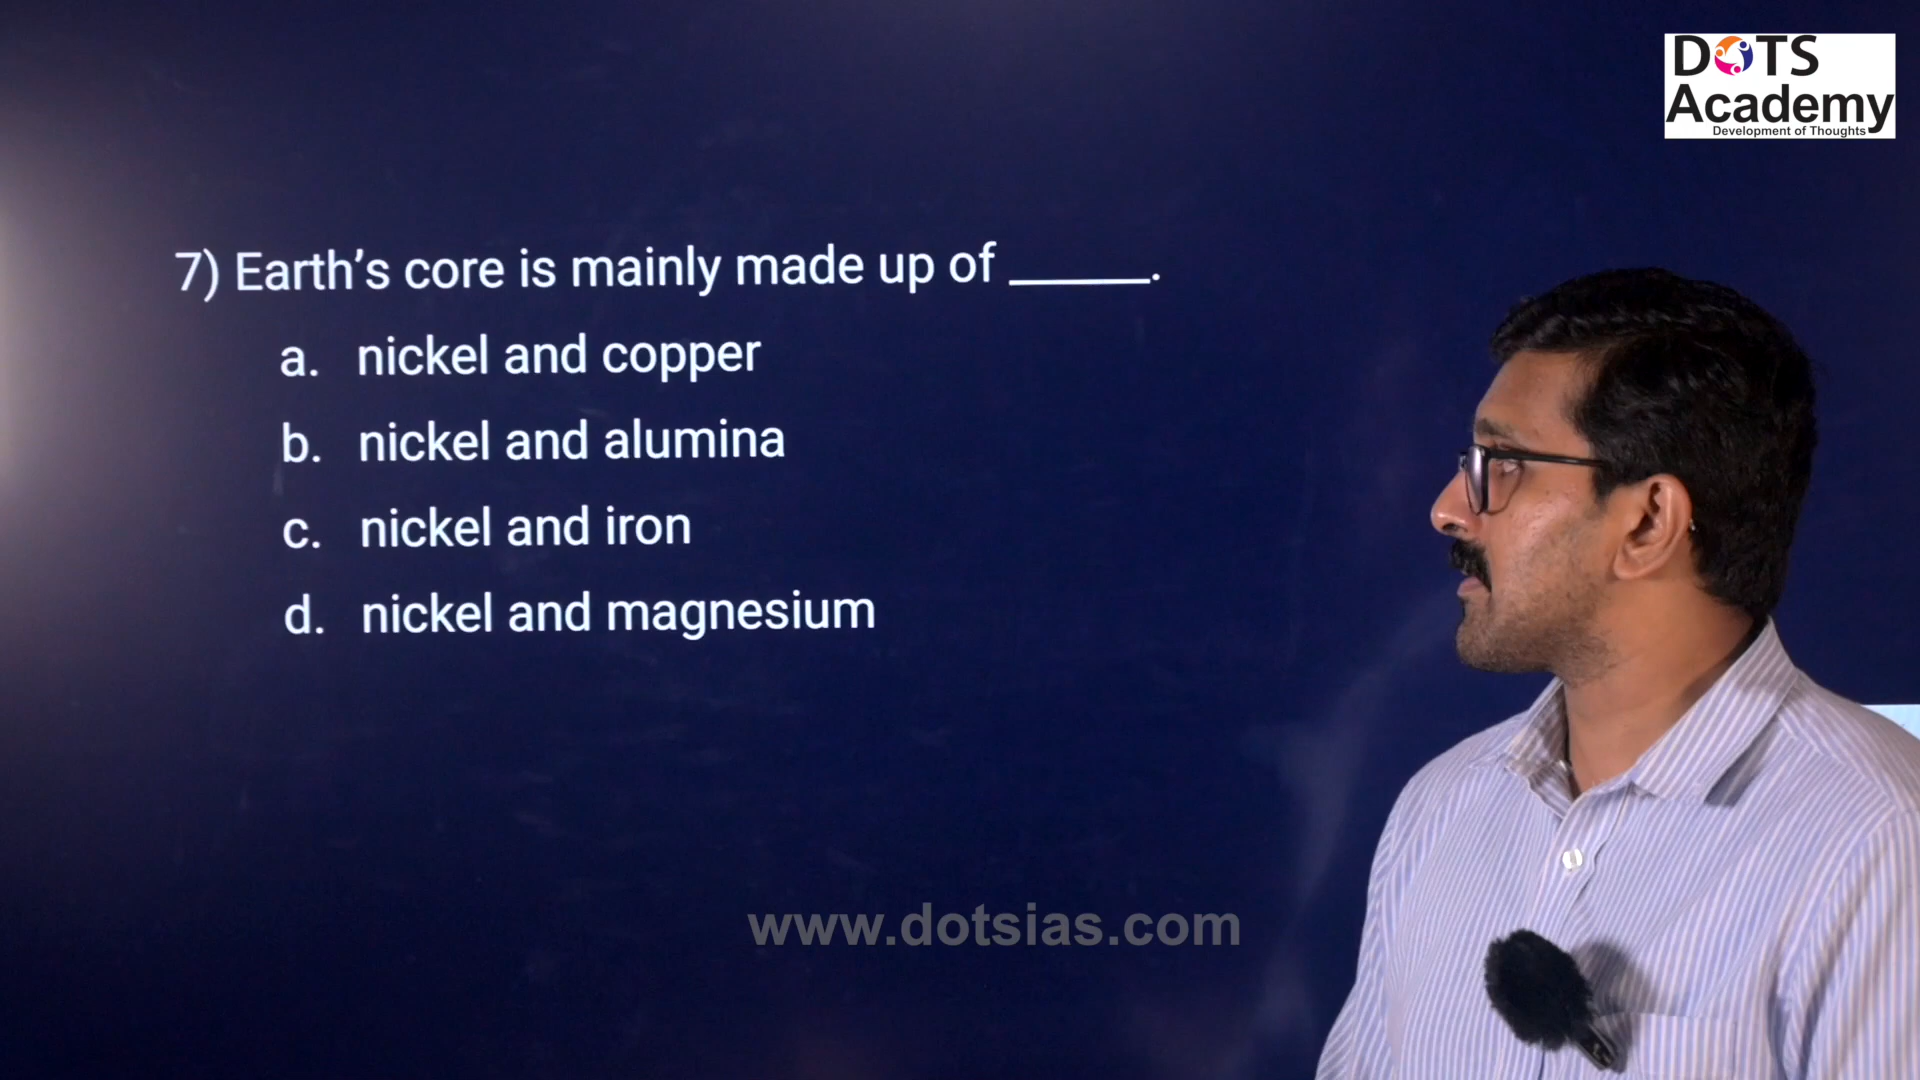 DOTS
Academy
Development of Thoughts
7) Earth’s core is mainly made up of ______.
a. nickel and copper
b. nickel and alumina
c. nickel and iron
d. nickel and magnesium
www.dotsias.com